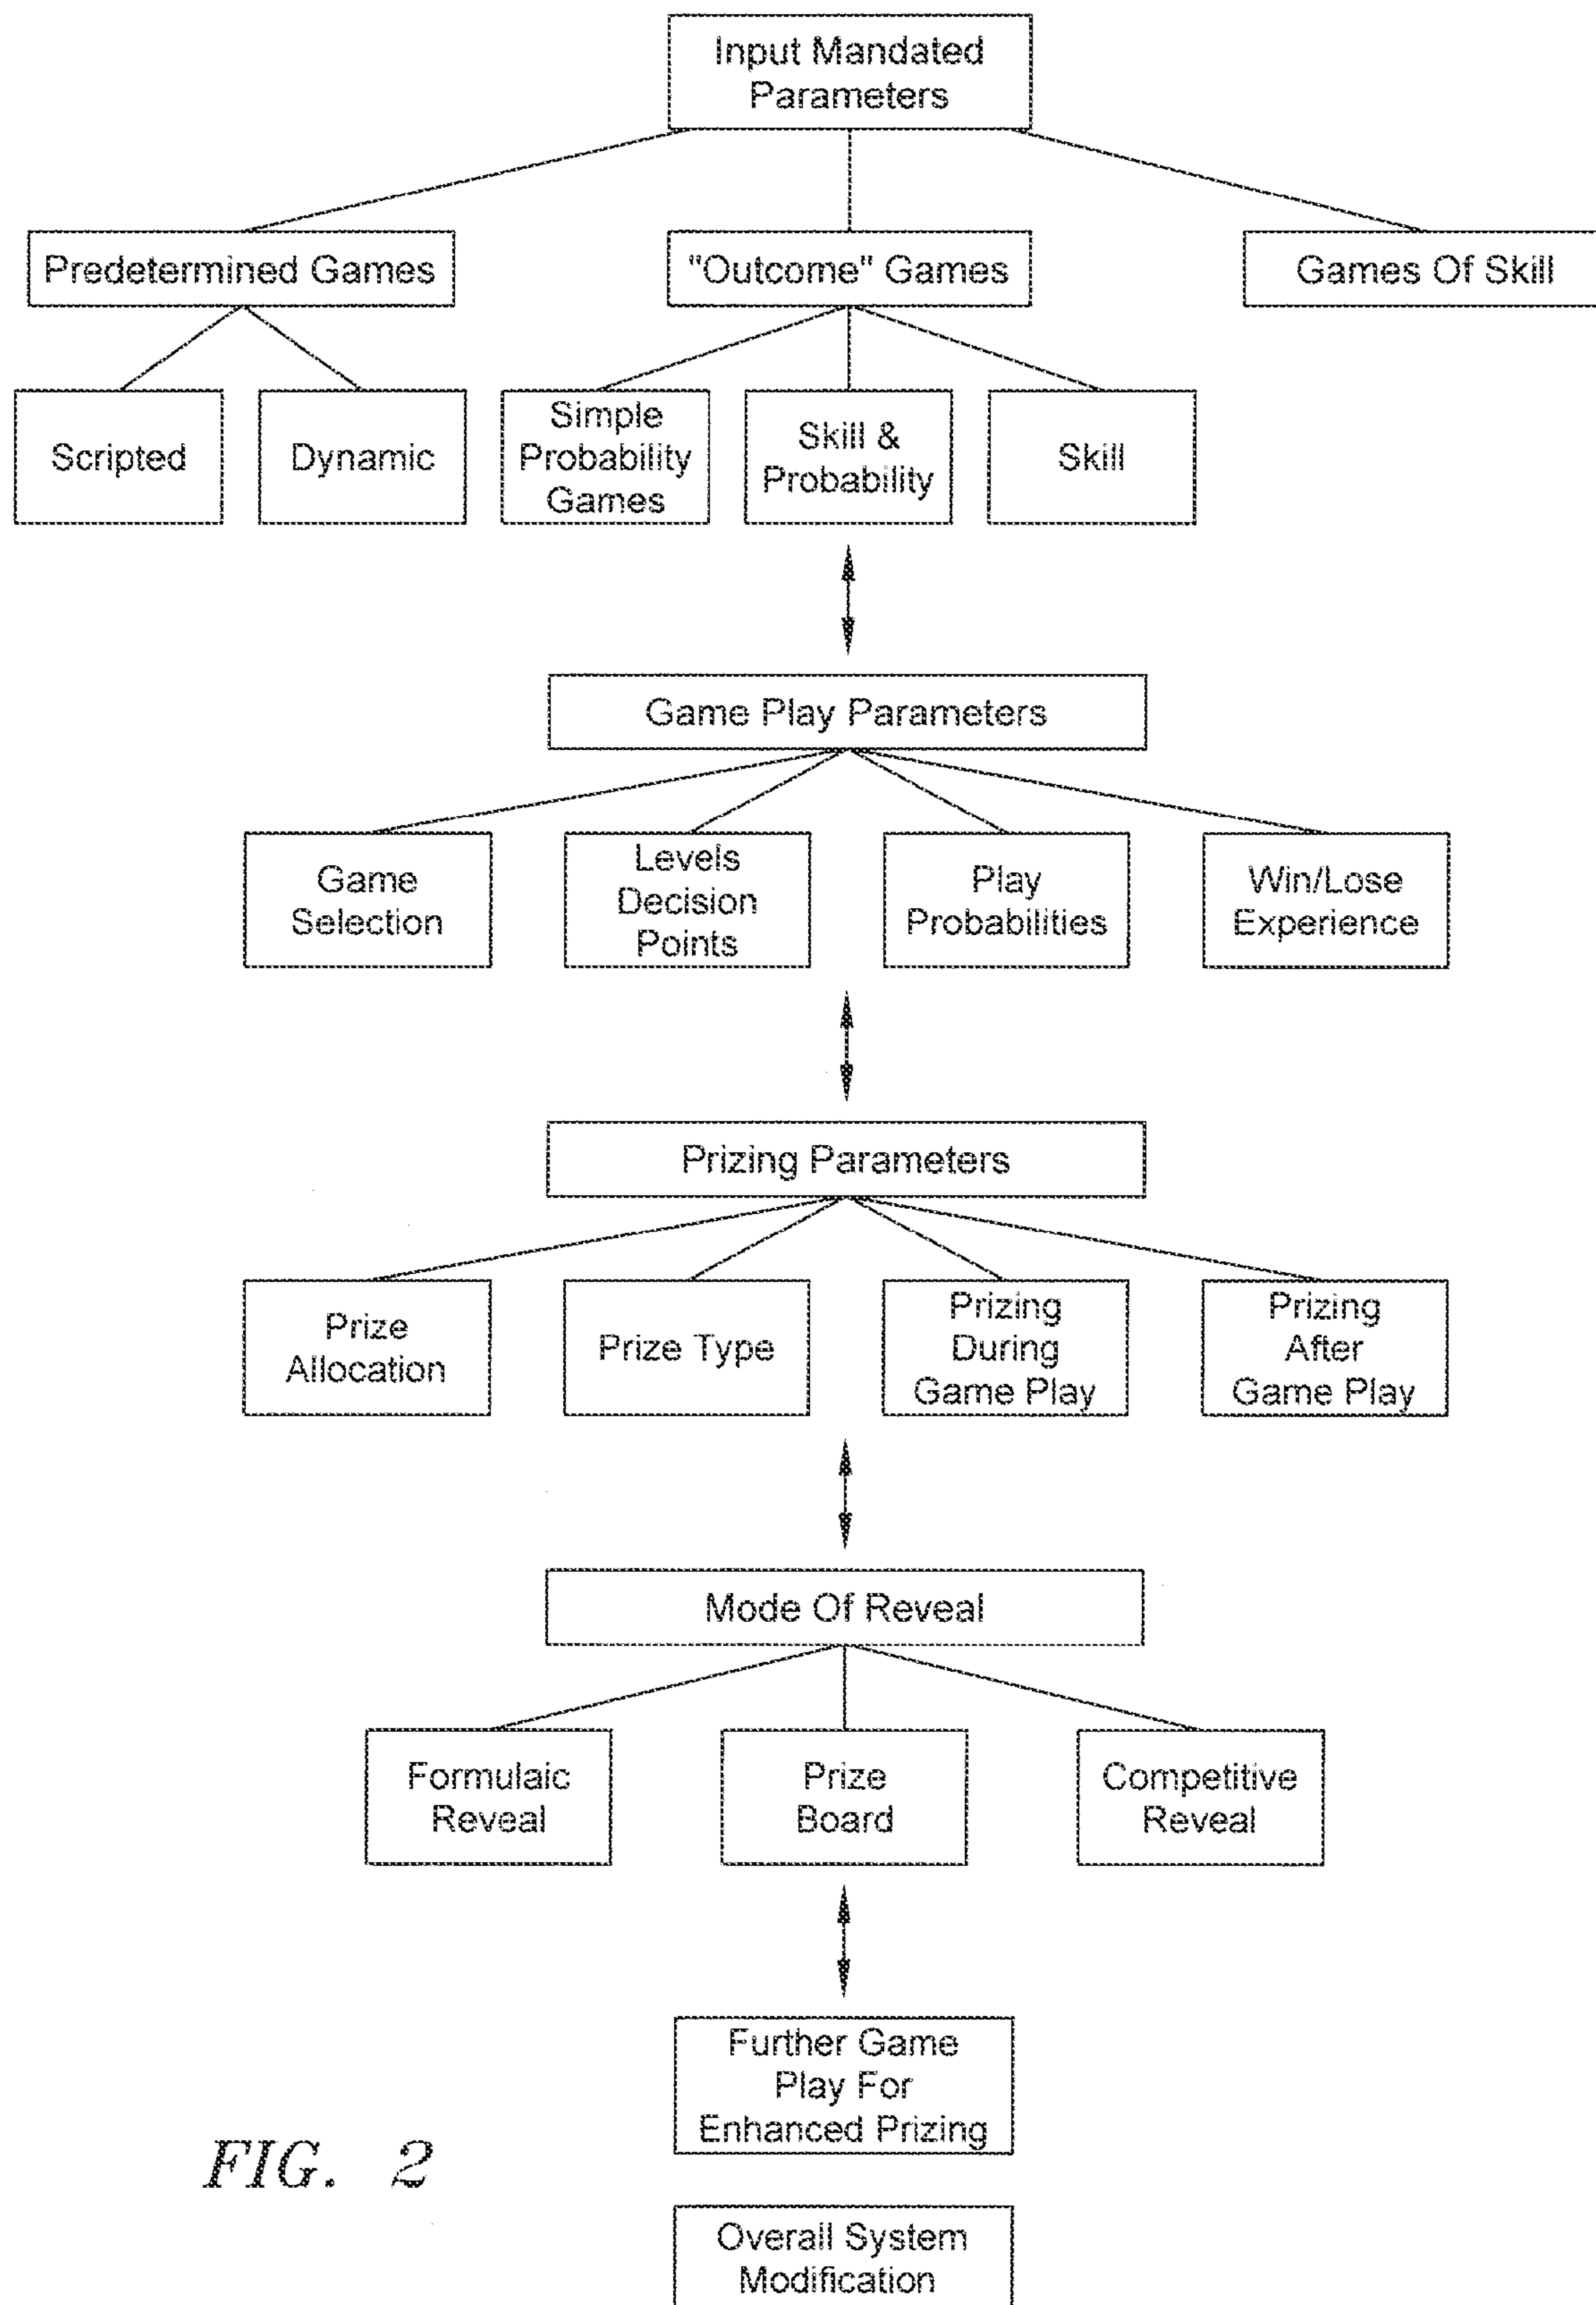 Input Mandated
Parameters
Predetermined Games
"Outcome" Games
Games Of Skill
Scripted
Dynamic
Simple
Probability
Games
Skill &
Probability
Skill
Game Play Parameters
Game
Selection
Levels
Decision
Points
Play
Probabilities
Win/Lose
Experience
Prizing Parameters
Prize
Allocation
Prize Type
Prizing
During
Game Play
Prizing
After
Game Play
Mode Of Reveal
Formulaic
Reveal
Prize
Board
Competitive
Reveal
Further Game
Play For
Enhanced Prizing
FIG. 2
Overall System
Modification